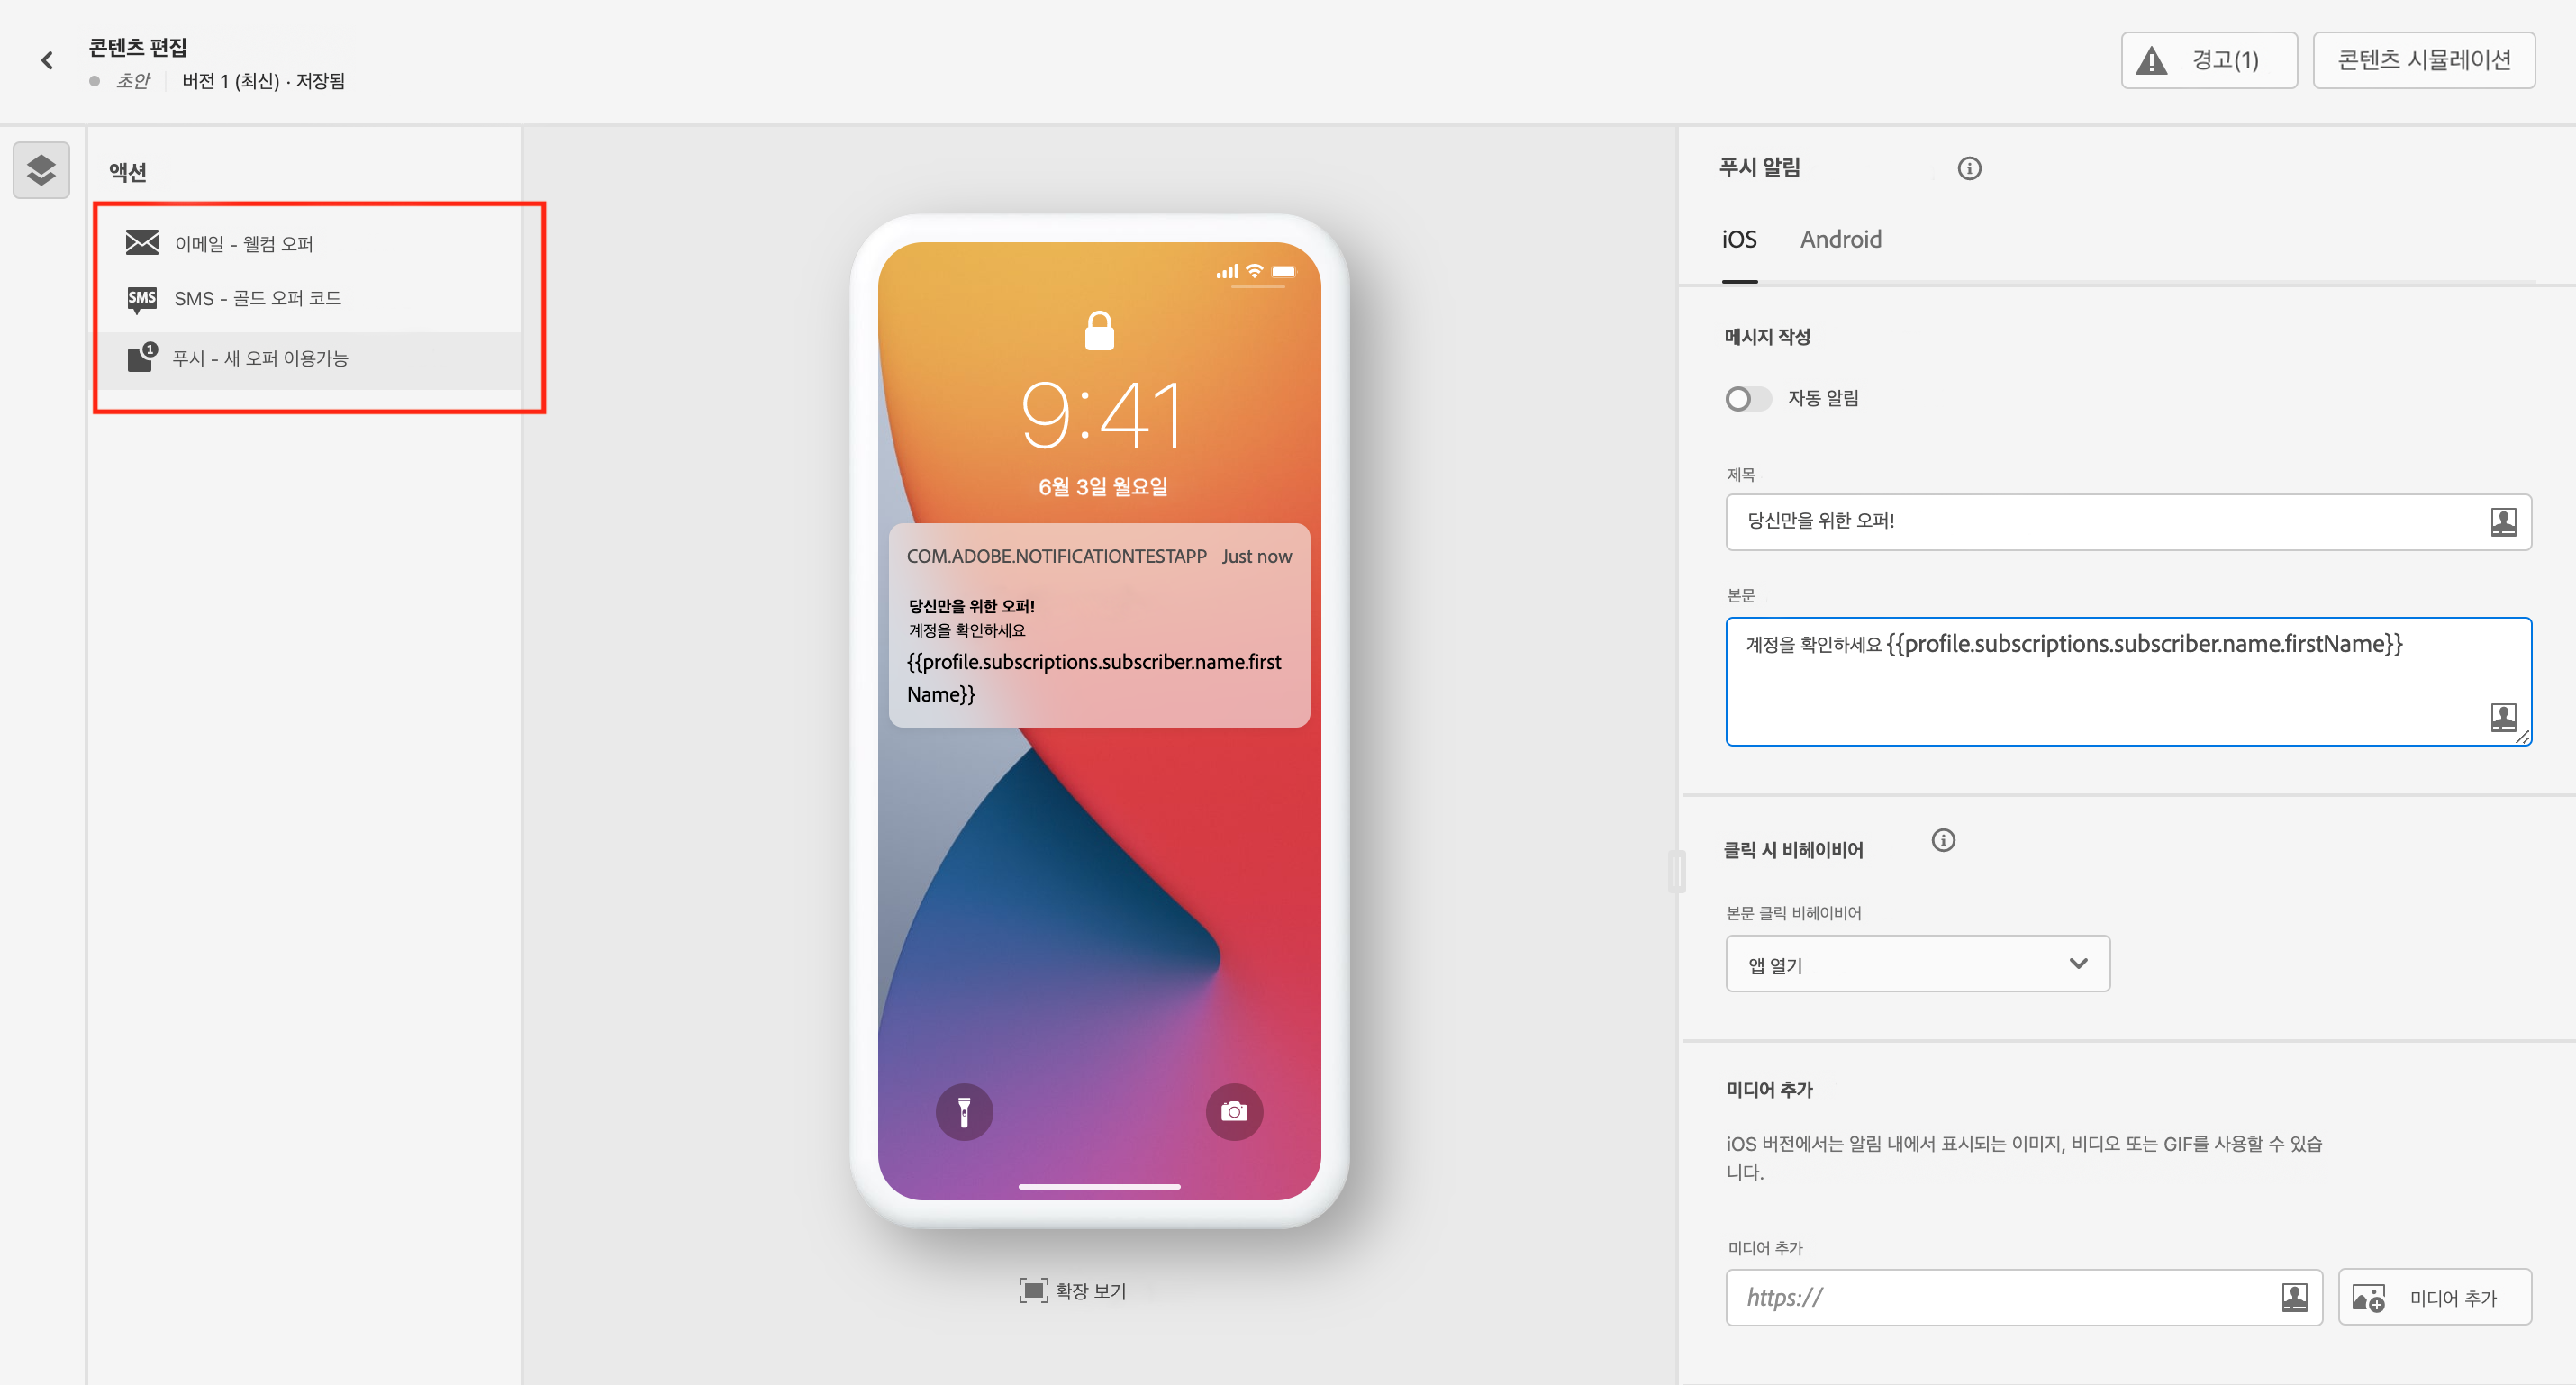 콘텐츠 편집
초안 버전 1 (최신) · 저장됨
경고(1)
콘텐츠 시뮬레이션
액션
이메일 - 웰컴 오퍼
SMS
SMS - 골드 오퍼 코드
1
푸시 - 새 오퍼 이용가능
9:41
6월 3일 월요일
COM.ADOBE.NOTIFICATIONTESTAPP Just now
당신만을 위한 오퍼!
계정을 확인하세요
{{profile.subscriptions.subscriber.name.first
Name}}
확장 보기
푸시 알림
iOS Android
메시지 작성
자동 알림
제목
당신만을 위한 오퍼!
본문
계정을 확인하세요 {{profile.subscriptions.subscriber.name.firstName}}
클릭 시 비헤이비어
본문 클릭 비헤이비어
앱 열기
미디어 추가
iOS 버전에서는 알림 내에서 표시되는 이미지, 비디오 또는 GIF를 사용할 수 있습
니다.
미디어 추가
https://
미디어 추가